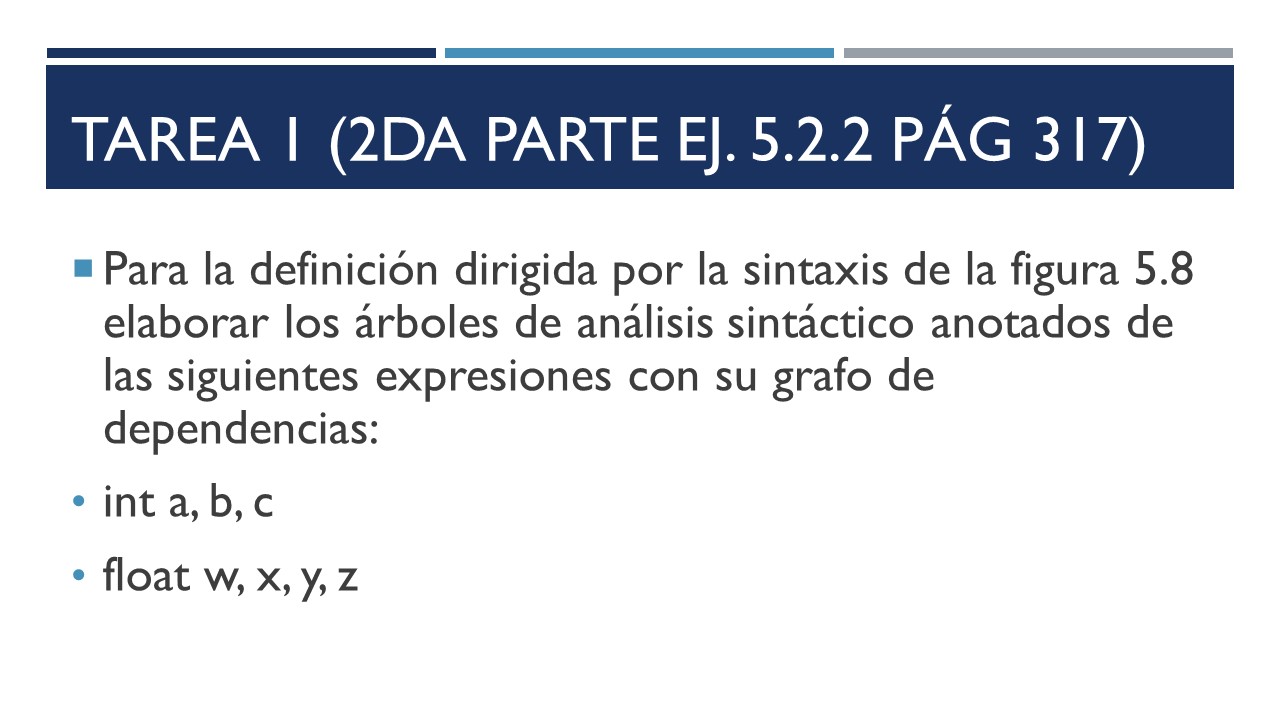 TAREA 1 (2DA PARTE EJ. 5.2.2 PÁG 317)
Para la definición dirigida por la sintaxis de la figura 5.8
elaborar los árboles de análisis sintáctico anotados de
las siguientes expresiones con su grafo de
dependencias:
int a, b, c
float w, x, y, z